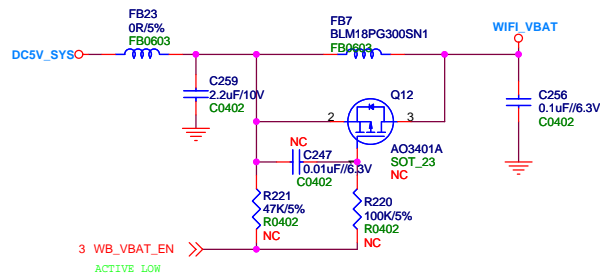 FB23
0R/5%
FB0603
DC5V_SYS
FB7
BLM18PG300SN1
FB0603
WIFI_VBAT
C259
2.2uF/10V
C0402
Q12
2
3
AO3401A
SOT_23
NC
C256
0.1uF//6.3V
C0402
NC
C247
0.01uF//6.3V
C0402
R221
47K/5%
R0402
NC
R220
100K/5%
R0402
NC
3 WB_VBAT_EN
ACTIVE LOW